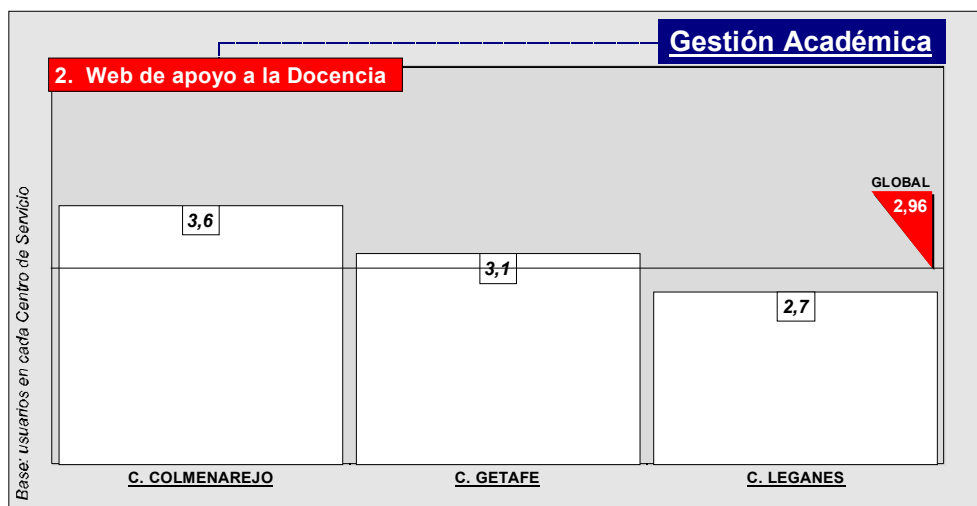 Gestión Académica
2. Web de apoyo a la Docencia
GLOBAL
2,96
3,6
3,1
2,7
C. COLMENAREJO
C. GETAFE
C. LEGANES
Base: usuarios en cada Centro de Servicio